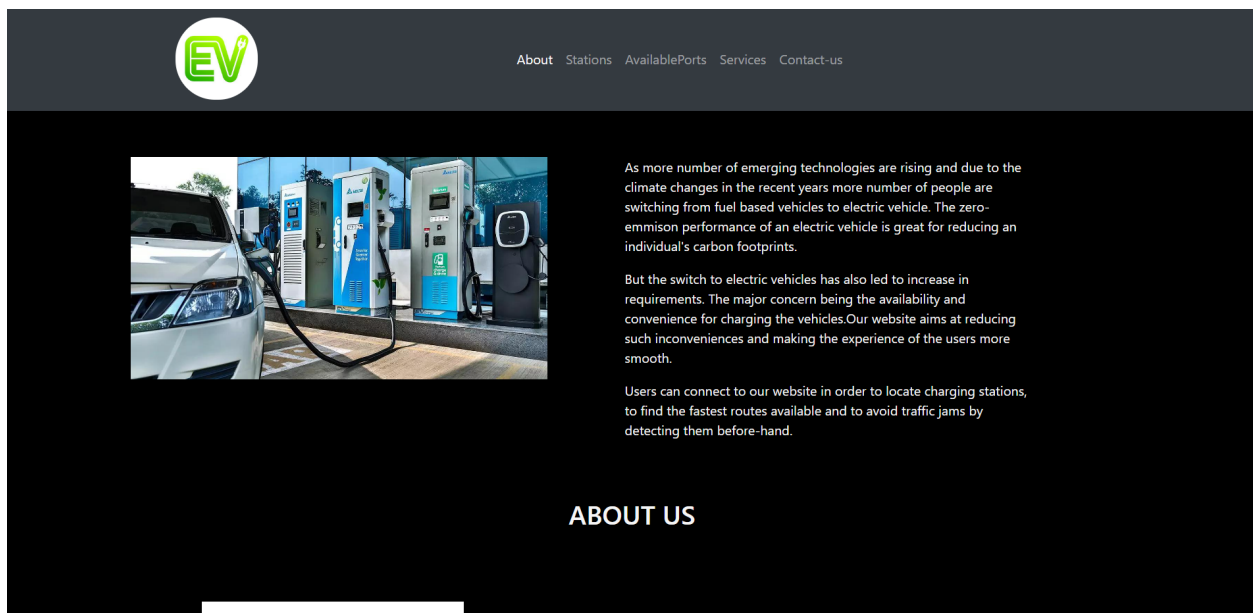 EV
About Stations AvailablePorts Services Contact-us
As more number of emerging technologies are rising and due to the
climate changes in the recent years more number of people are
switching from fuel based vehicles to electric vehicle. The zero-
emmison performance of an electric vehicle is great for reducing an
individual's carbon footprints.
But the switch to electric vehicles has also led to increase in
requirements. The major concern being the availability and
convenience for charging the vehicles.Our website aims at reducing
such inconveniences and making the experience of the users more
smooth.
Users can connect to our website in order to locate charging stations,
to find the fastest routes available and to avoid traffic jams by
detecting them before-hand.
ABOUT US